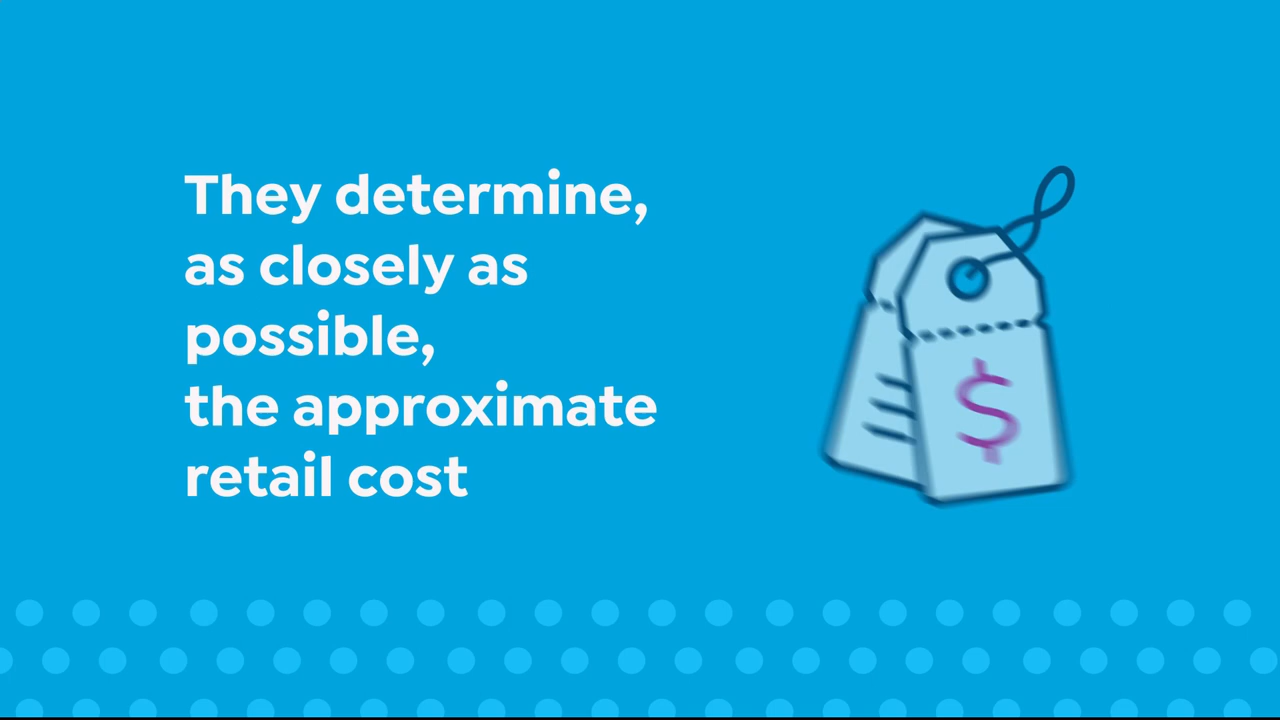 They determine,
as closely as
possible,
the approximate
retail cost
$